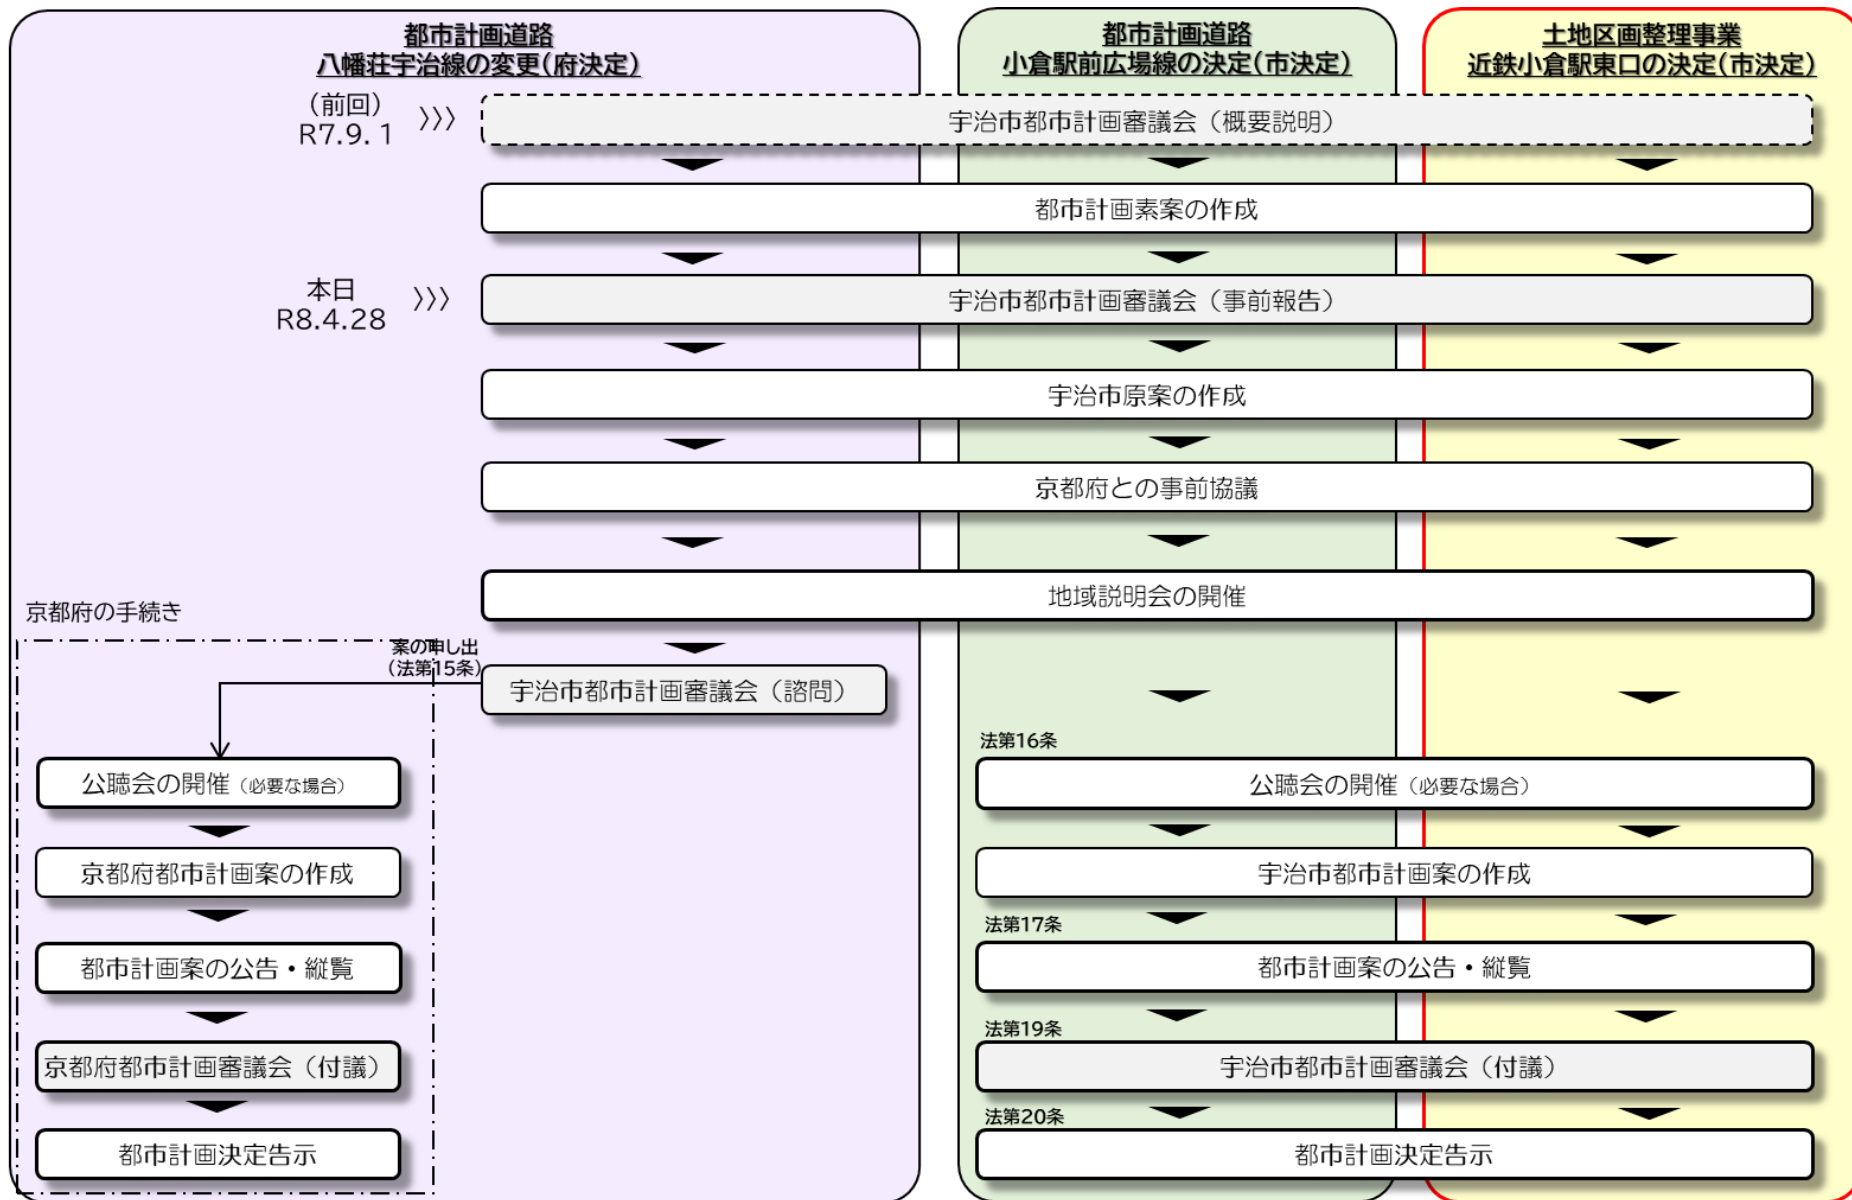 都市計画道路
八幡荘宇治線の変更(府決定)
都市計画道路
小倉駅前広場線の決定(市決定)
土地区画整理事業
近鉄小倉駅東口の決定(市決定)
(前回)
R7.9.1
〉〉〉
宇治市都市計画審議会（概要説明）
都市計画素案の作成
本日
R8.4.28
〉〉〉
宇治市都市計画審議会（事前報告）
宇治市原案の作成
京都府との事前協議
地域説明会の開催
京都府の手続き
案の申し出
(法第15条)
宇治市都市計画審議会（諮問）
公聴会の開催（必要な場合）
京都府都市計画案の作成
都市計画案の公告・縦覧
京都府都市計画審議会（付議）
都市計画決定告示
法第16条
公聴会の開催（必要な場合）
宇治市都市計画案の作成
法第17条
都市計画案の公告・縦覧
法第19条
宇治市都市計画審議会（付議）
法第20条
都市計画決定告示